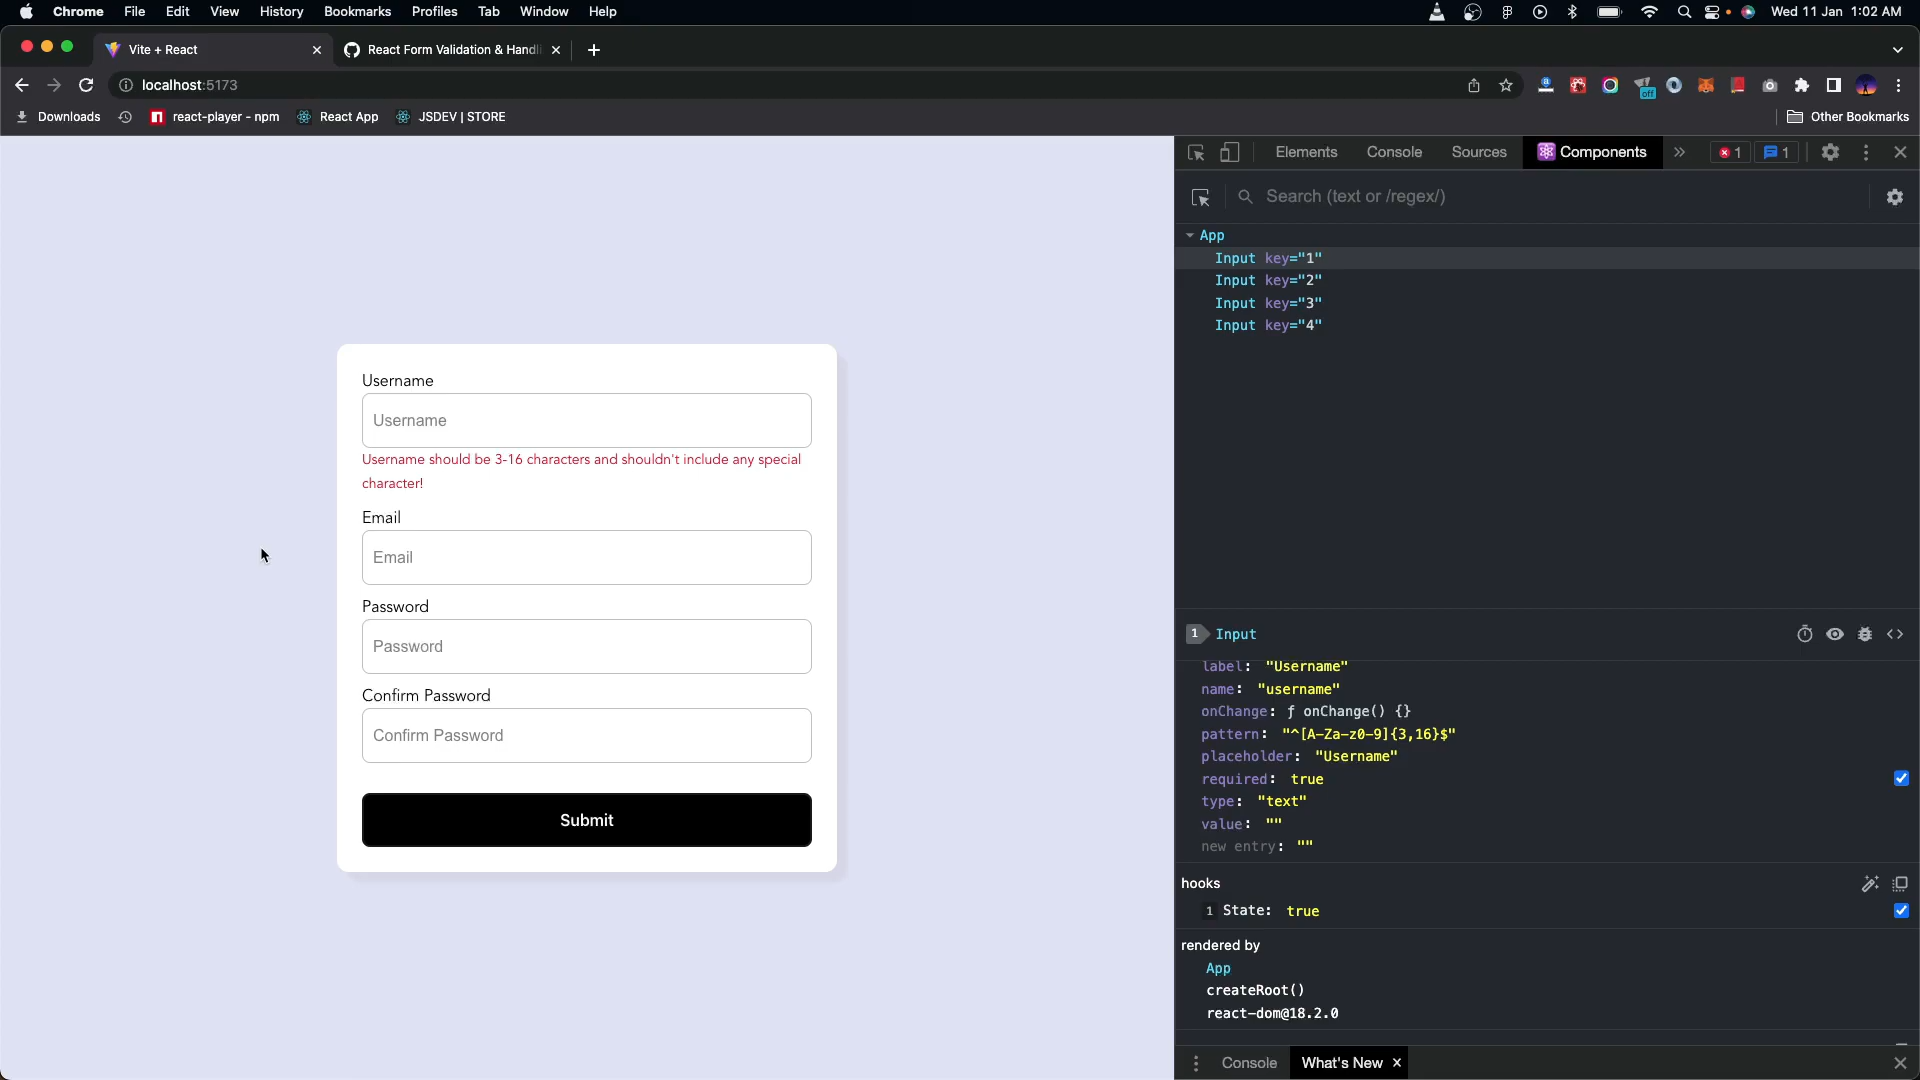 Chrome File Edit View History Bookmarks Profiles Tab Window Help
Wed 11 Jan 1:02 AM
Vite + React
React Form Validation & Handli
localhost:5173
off
Downloads
react-player - npm
React App
JSDEV | STORE
Other Bookmarks
Elements Console Sources Components 1 1
Search (text or /regex/)
App
Input key="1"
Input key="2"
Input key="3"
Input key="4"
Username
Username
Username should be 3-16 characters and shouldn't include any special
character!
Email
Email
Password
Password
Confirm Password
Confirm Password
Submit
1 Input
label: "Username"
name: "username"
onChange: ƒ onChange() {}
pattern: "^[A-Za-z0-9]{3,16}$"
placeholder: "Username"
required: true
type: "text"
value: ""
new entry: ""
hooks
1 State: true
rendered by
App
createRoot()
react-dom@18.2.0
Console What's New